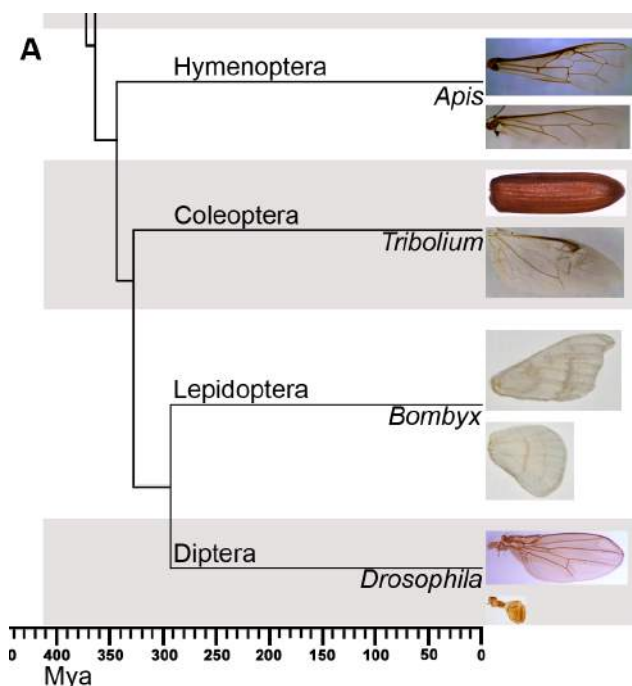 A
Hymenoptera
Apis
Coleoptera
Tribolium
Lepidoptera
Bombyx
Diptera
Drosophila
0 400 350 300 250 200 150 100 50 0
Mya